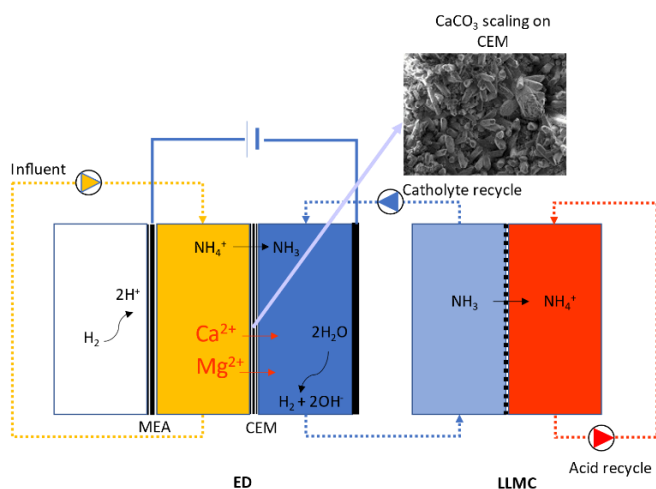 CaCO₃ scaling on
CEM
Influent
Catholyte recycle
NH₄⁺
NH₃
2H⁺
H₂
Ca²⁺
Mg²⁺
2H₂O
H₂ + 2OH⁻
NH₃
NH₄⁺
MEA
CEM
Acid recycle
ED
LLMC